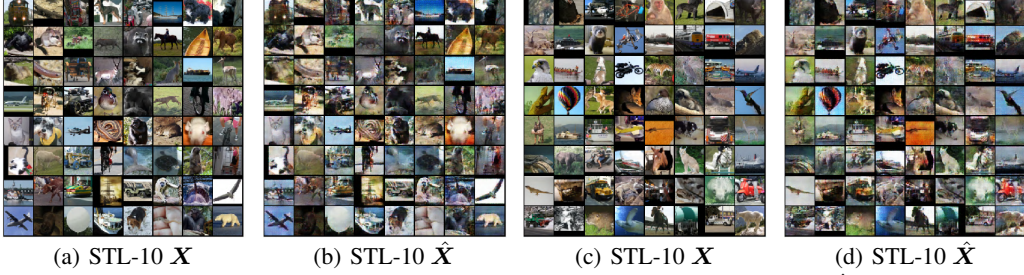 (a) STL-10 X
(b) STL-10 X̂
(c) STL-10 X
(d) STL-10 X̂